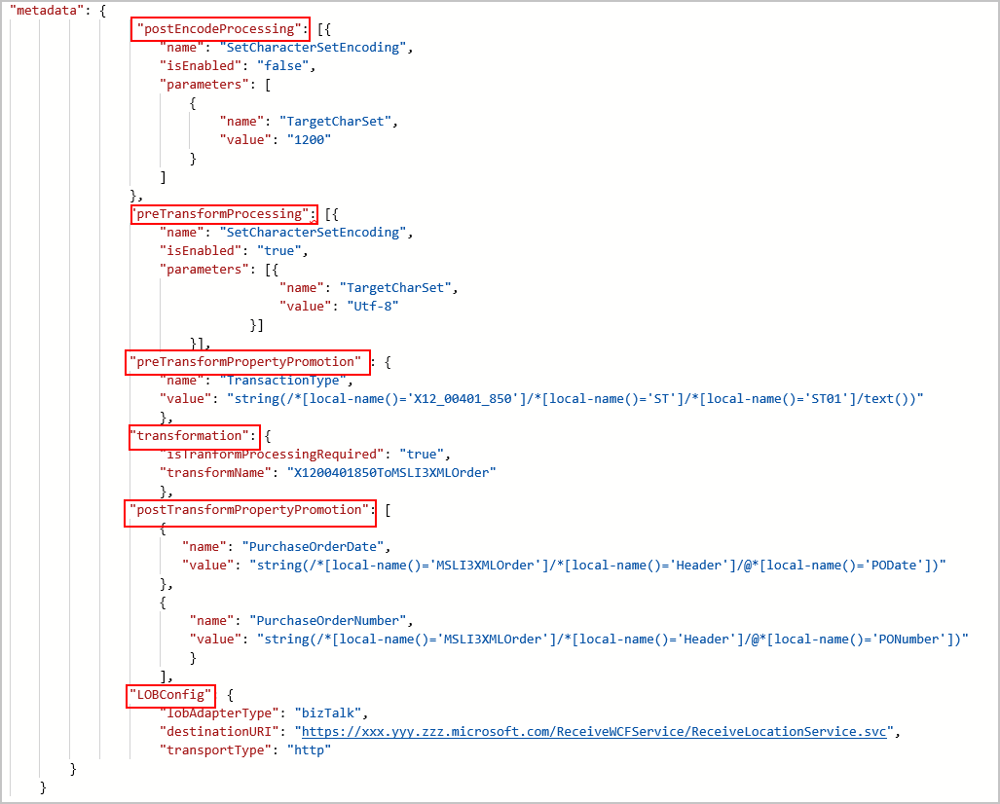 "metadata": {
"postEncodeProcessing": [{
"name": "SetCharacterSetEncoding",
"isEnabled": "false",
"parameters": [
{
"name": "TargetCharSet",
"value": "1200"
}
]
},
"preTransformProcessing": [{
"name": "SetCharacterSetEncoding",
"isEnabled": "true",
"parameters": [{
"name": "TargetCharSet",
"value": "Utf-8"
}]
}],
"preTransformPropertyPromotion" : {
"name": "TransactionType",
"value": "string(/*[local-name()='X12_00401_850']/*[local-name()='ST']/*[local-name()='ST01']/text())"
},
"transformation": {
"isTranformProcessingRequired": "true",
"transformName": "X1200401850ToMSLI3XMLOrder"
},
"postTransformPropertyPromotion": [
{
"name": "PurchaseOrderDate",
"value": "string(/*[local-name()='MSLI3XMLOrder']/*[local-name()='Header']/@*[local-name()='PODate'])"
},
{
"name": "PurchaseOrderNumber",
"value": "string(/*[local-name()='MSLI3XMLOrder']/*[local-name()='Header']/@*[local-name()='PONumber'])"
}
],
"LOBConfig" {
"lobAdapterType": "bizTalk",
"destinationURI": "https://xxx.yyy.zzz.microsoft.com/ReceiveWCFService/ReceiveLocationService.svc",
"transportType": "http"
}
}